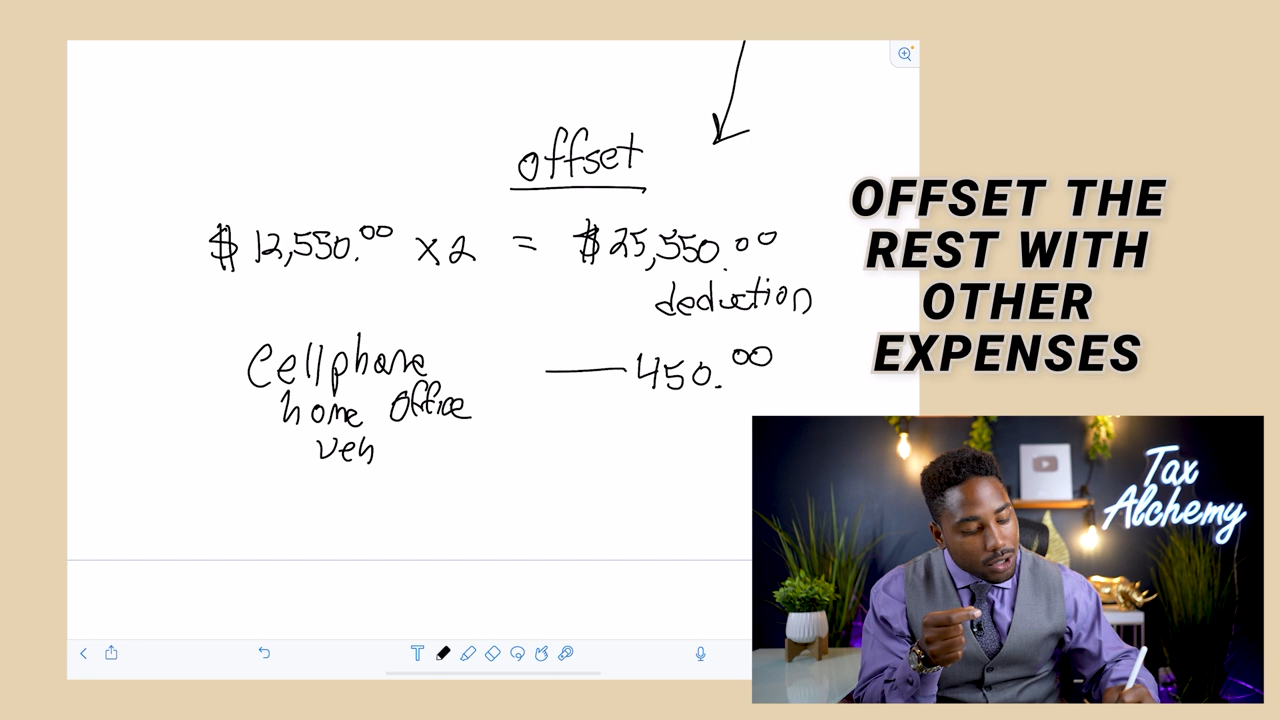 offset
$ 12,550.00 x2 = $ 25,550.00
deduction
Cellphone — 450.00
home office
veh
OFFSET THE
REST WITH
OTHER
EXPENSES
Tax
Alchemy
T